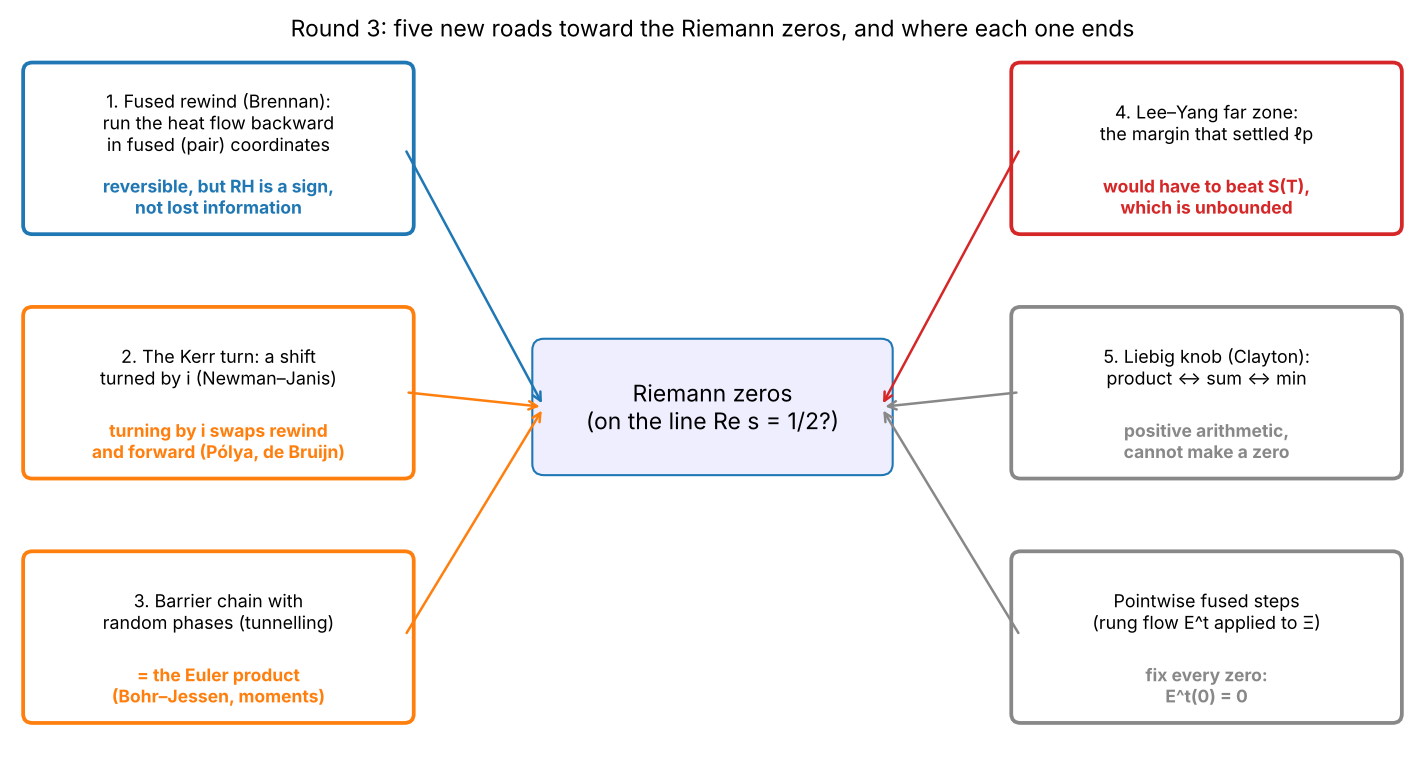 Round 3: five new roads toward the Riemann zeros, and where each one ends
1. Fused rewind (Brennan):
run the heat flow backward
in fused (pair) coordinates
reversible, but RH is a sign,
not lost information
2. The Kerr turn: a shift
turned by i (Newman–Janis)
turning by i swaps rewind
and forward (Pólya, de Bruijn)
3. Barrier chain with
random phases (tunnelling)
= the Euler product
(Bohr–Jessen, moments)
Riemann zeros
(on the line Re s = 1/2?)
4. Lee–Yang far zone:
the margin that settled ℓp
would have to beat S(T),
which is unbounded
5. Liebig knob (Clayton):
product ↔ sum ↔ min
positive arithmetic,
cannot make a zero
Pointwise fused steps
(rung flow E^t applied to Ξ)
fix every zero:
E^t(0) = 0